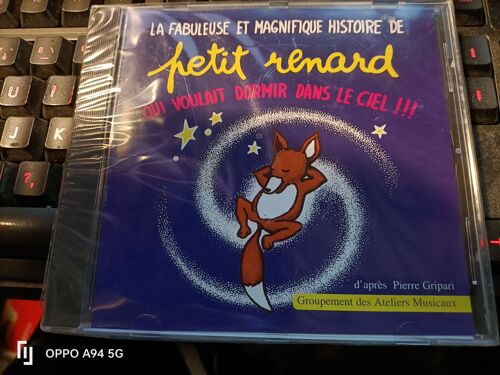 LA FABULEUSE ET MAGNIFIQUE HISTOIRE DE
petit renard
QUI VOULAIT DORMIR DANS LE CIEL !!!
d'après Pierre Gripari
Groupement des Ateliers Musicaux
U
J
K
?,
OPPO A94 5G